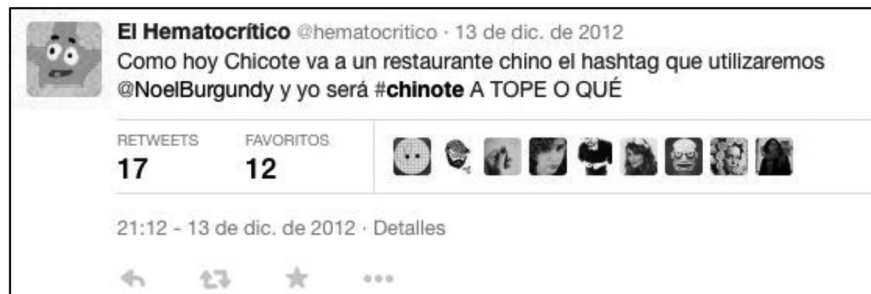 El Hematocrítico @hematocritico · 13 de dic. de 2012
Como hoy Chicote va a un restaurante chino el hashtag que utilizaremos
@NoelBurgundy y yo será #chinote A TOPE O QUÉ
RETWEETS FAVORITOS
17 12
21:12 - 13 de dic. de 2012 · Detalles